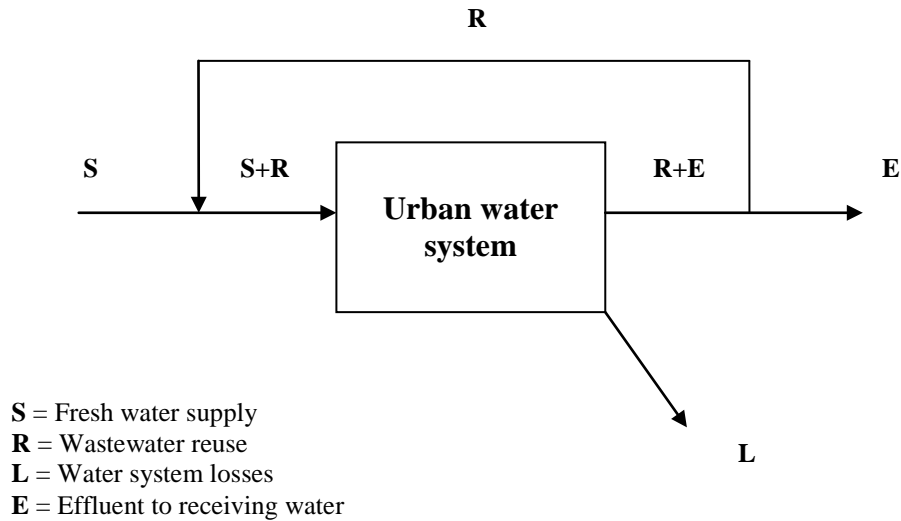 R
S
S+R
R+E
E
Urban water
system
L
S = Fresh water supply
R = Wastewater reuse
L = Water system losses
E = Effluent to receiving water